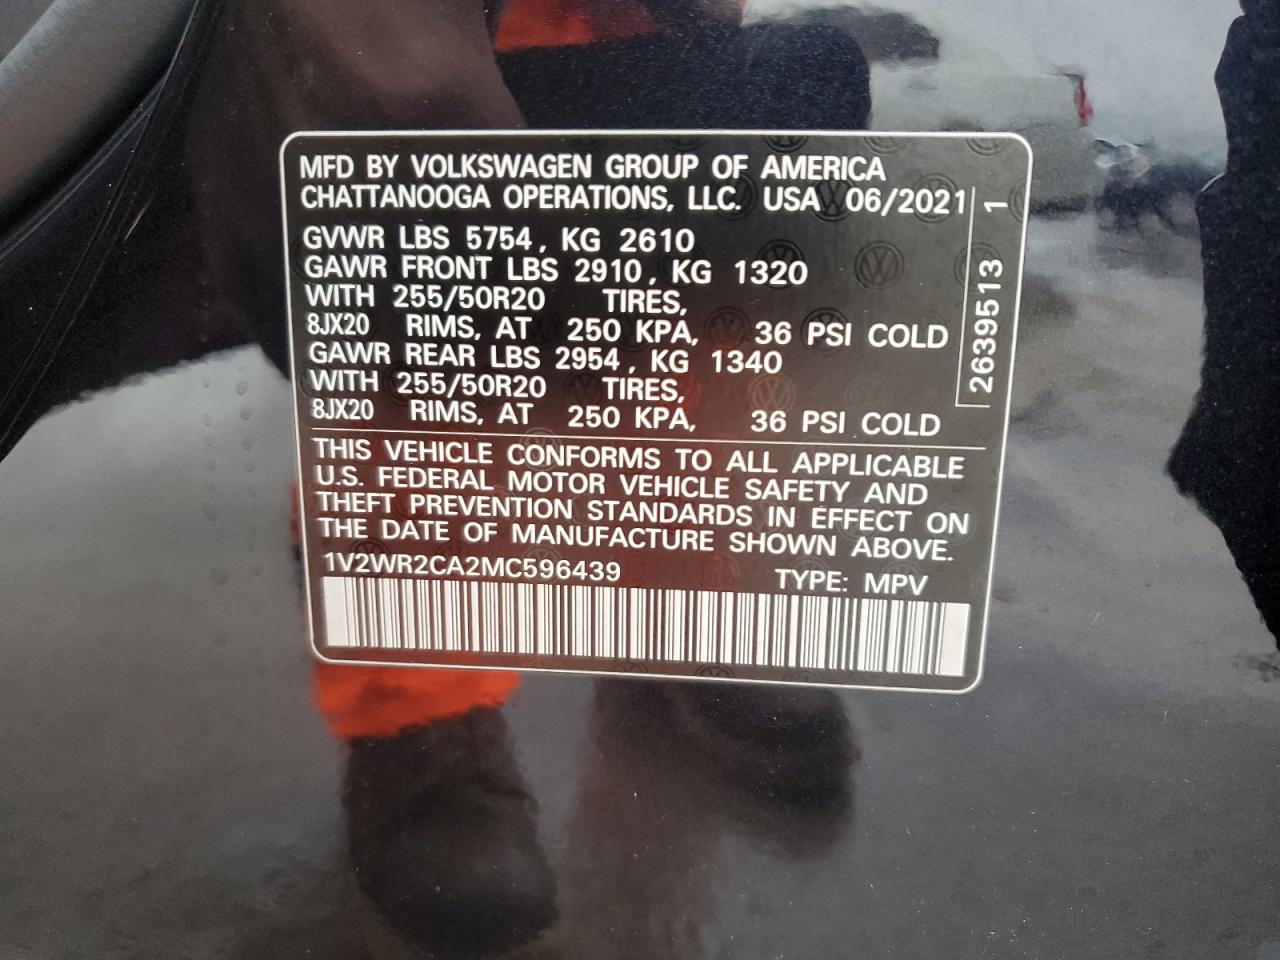 MFD BY VOLKSWAGEN GROUP OF AMERICA
CHATTANOOGA OPERATIONS, LLC. USA 06/2021
GVWR LBS 5754, KG 2610
GAWR FRONT LBS 2910, KG 1320
WITH 255/50R20 TIRES,
8JX20 RIMS, AT 250 KPA, 36 PSI COLD
GAWR REAR LBS 2954, KG 1340
WITH 255/50R20 TIRES,
8JX20 RIMS, AT 250 KPA, 36 PSI COLD
2639513 1
THIS VEHICLE CONFORMS TO ALL APPLICABLE
U.S. FEDERAL MOTOR VEHICLE SAFETY AND
THEFT PREVENTION STANDARDS IN EFFECT ON
THE DATE OF MANUFACTURE SHOWN ABOVE.
1V2WR2CA2MC596439 TYPE: MPV